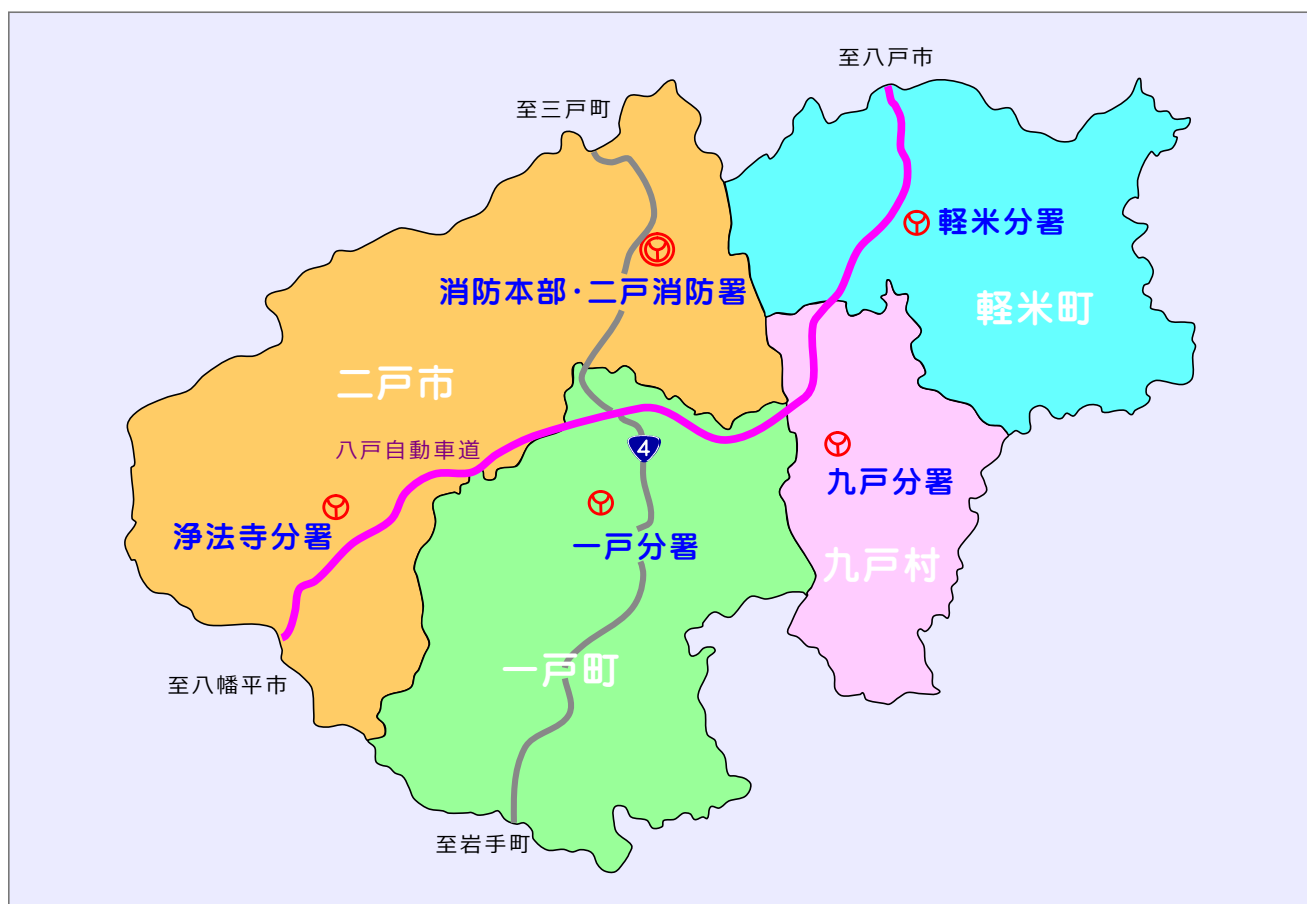 至八戸市
至三戸町
軽米分署
消防本部・二戸消防署
軽米町
二戸市
八戸自動車道
4
九戸分署
浄法寺分署
一戸分署
九戸村
一戸町
至八幡平市
至岩手町